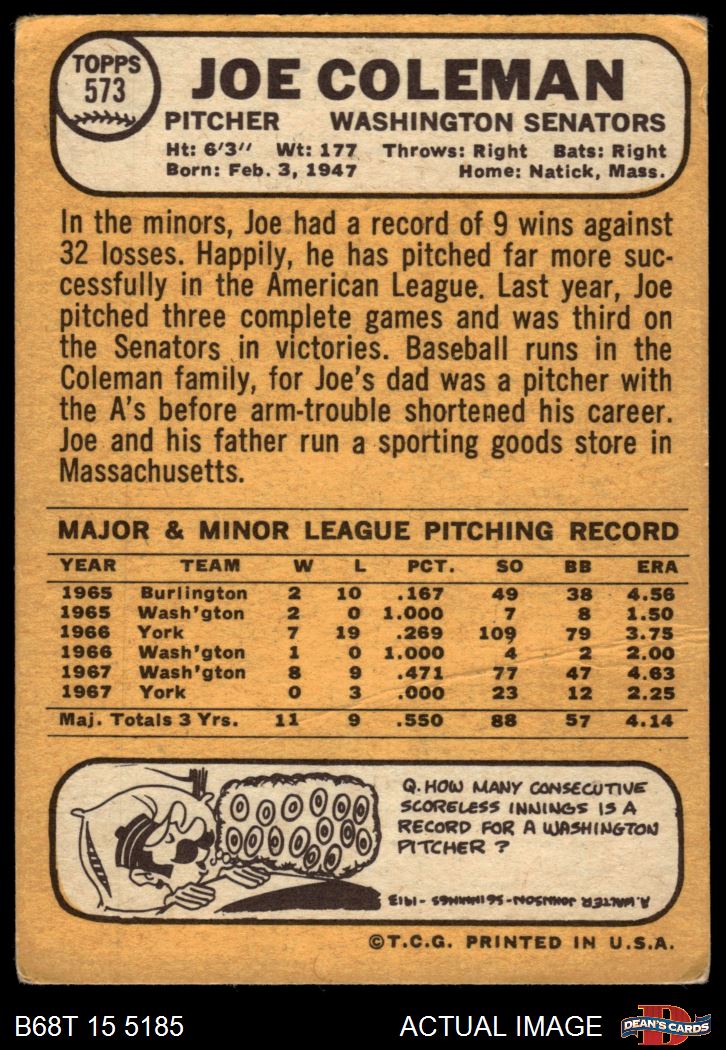 TOPPS
573
JOE COLEMAN
PITCHER WASHINGTON SENATORS
Ht: 6'3" Wt: 177 Throws: Right Bats: Right
Born: Feb. 3, 1947 Home: Natick, Mass.
In the minors, Joe had a record of 9 wins against
32 losses. Happily, he has pitched far more suc-
cessfully in the American League. Last year, Joe
pitched three complete games and was third on
the Senators in victories. Baseball runs in the
Coleman family, for Joe's dad was a pitcher with
the A's before arm-trouble shortened his career.
Joe and his father run a sporting goods store in
Massachusetts.
MAJOR & MINOR LEAGUE PITCHING RECORD
YEAR TEAM W L PCT. SO BB ERA
1965 Burlington 2 10 .167 49 38 4.56
1965 Wash'gton 2 0 1.000 7 8 1.50
1966 York 7 19 .269 109 79 3.75
1966 Wash'gton 1 0 1.000 4 2 2.00
1967 Wash'gton 8 9 .471 77 47 4.63
1967 York 0 3 .000 23 12 2.25
Maj. Totals 3 Yrs. 11 9 .550 88 57 4.14
Q. HOW MANY CONSECUTIVE
SCORELESS INNINGS IS A
RECORD FOR A WASHINGTON
PITCHER ?
A. WALTER JOHNSON-56 INNINGS -1913
©T.C.G. PRINTED IN U.S.A.
B68T 15 5185 ACTUAL IMAGE
DEAN'S CARDS